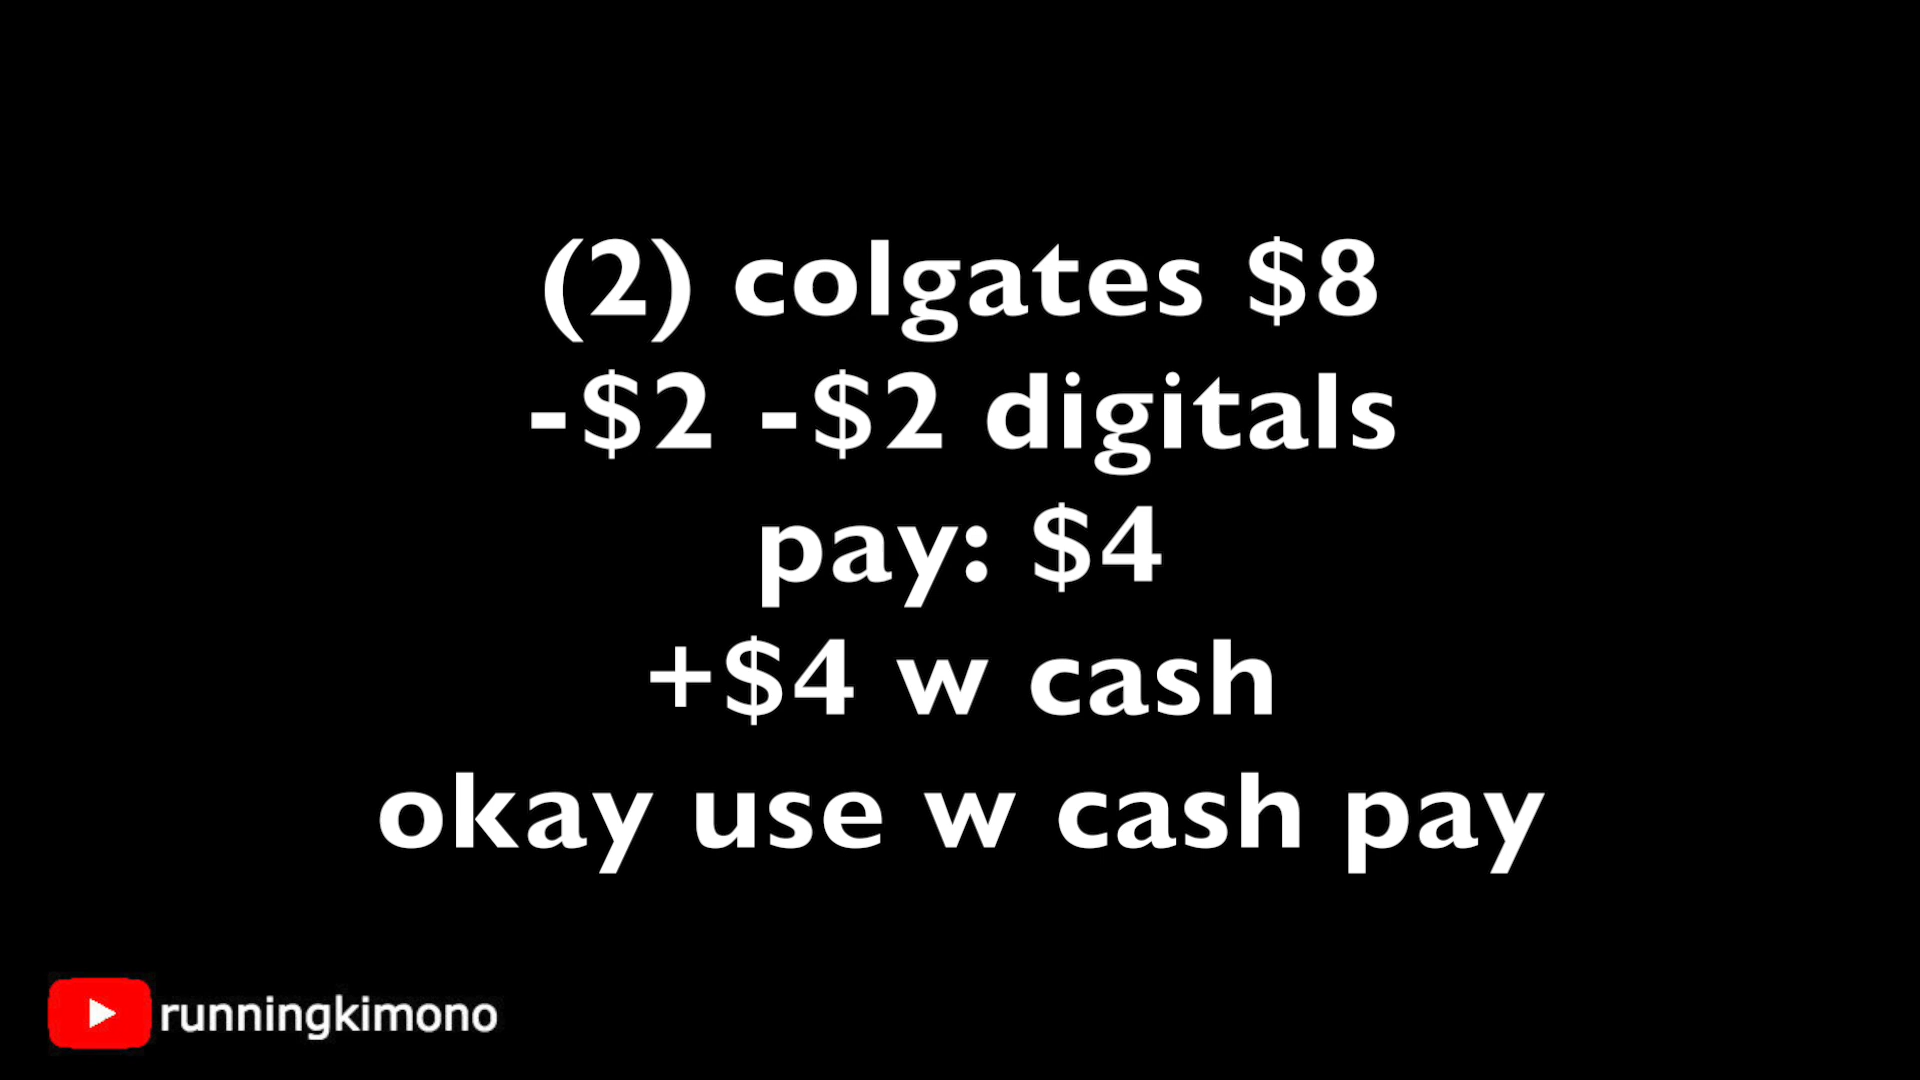 (2) colgates $8
-$2 -$2 digitals
pay: $4
+$4 w cash
okay use w cash pay
runningkimono